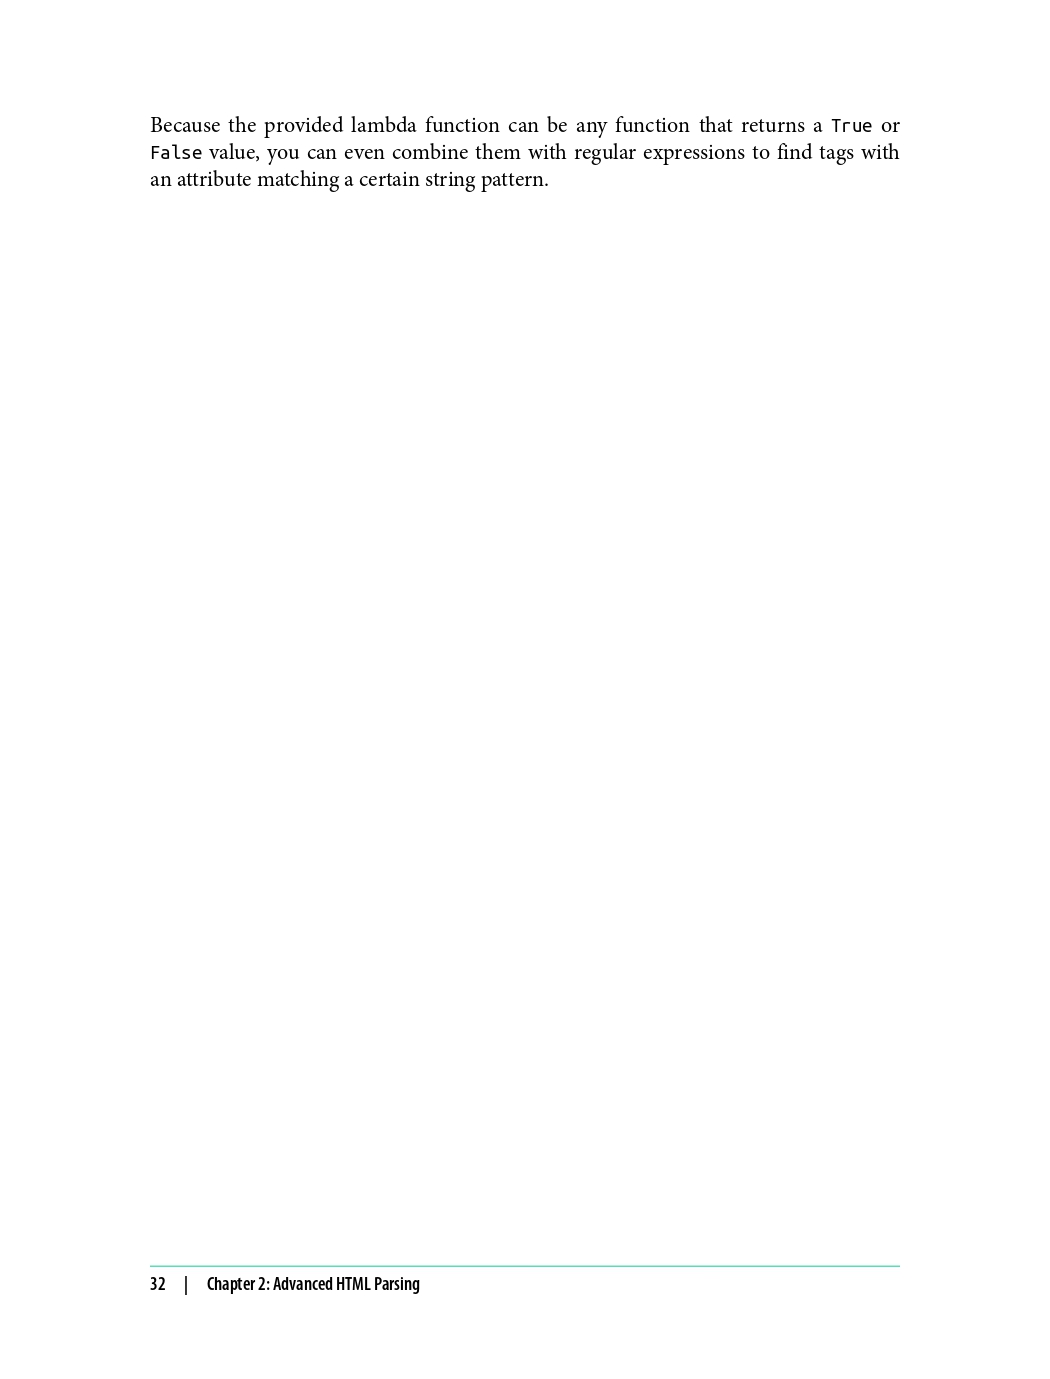 Because the provided lambda function can be any function that returns a True or
False value, you can even combine them with regular expressions to find tags with
an attribute matching a certain string pattern.
32 | Chapter 2: Advanced HTML Parsing